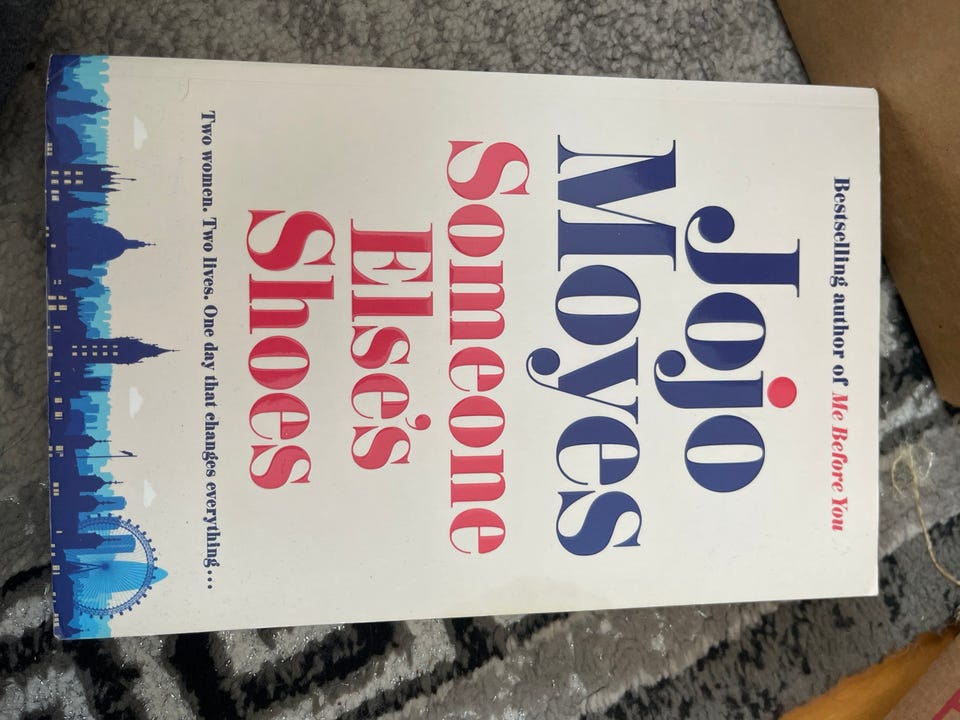 Bestselling author of Me Before You
Jojo
Moyes
Someone
Else's
Shoes
Two women. Two lives. One day that changes everything...